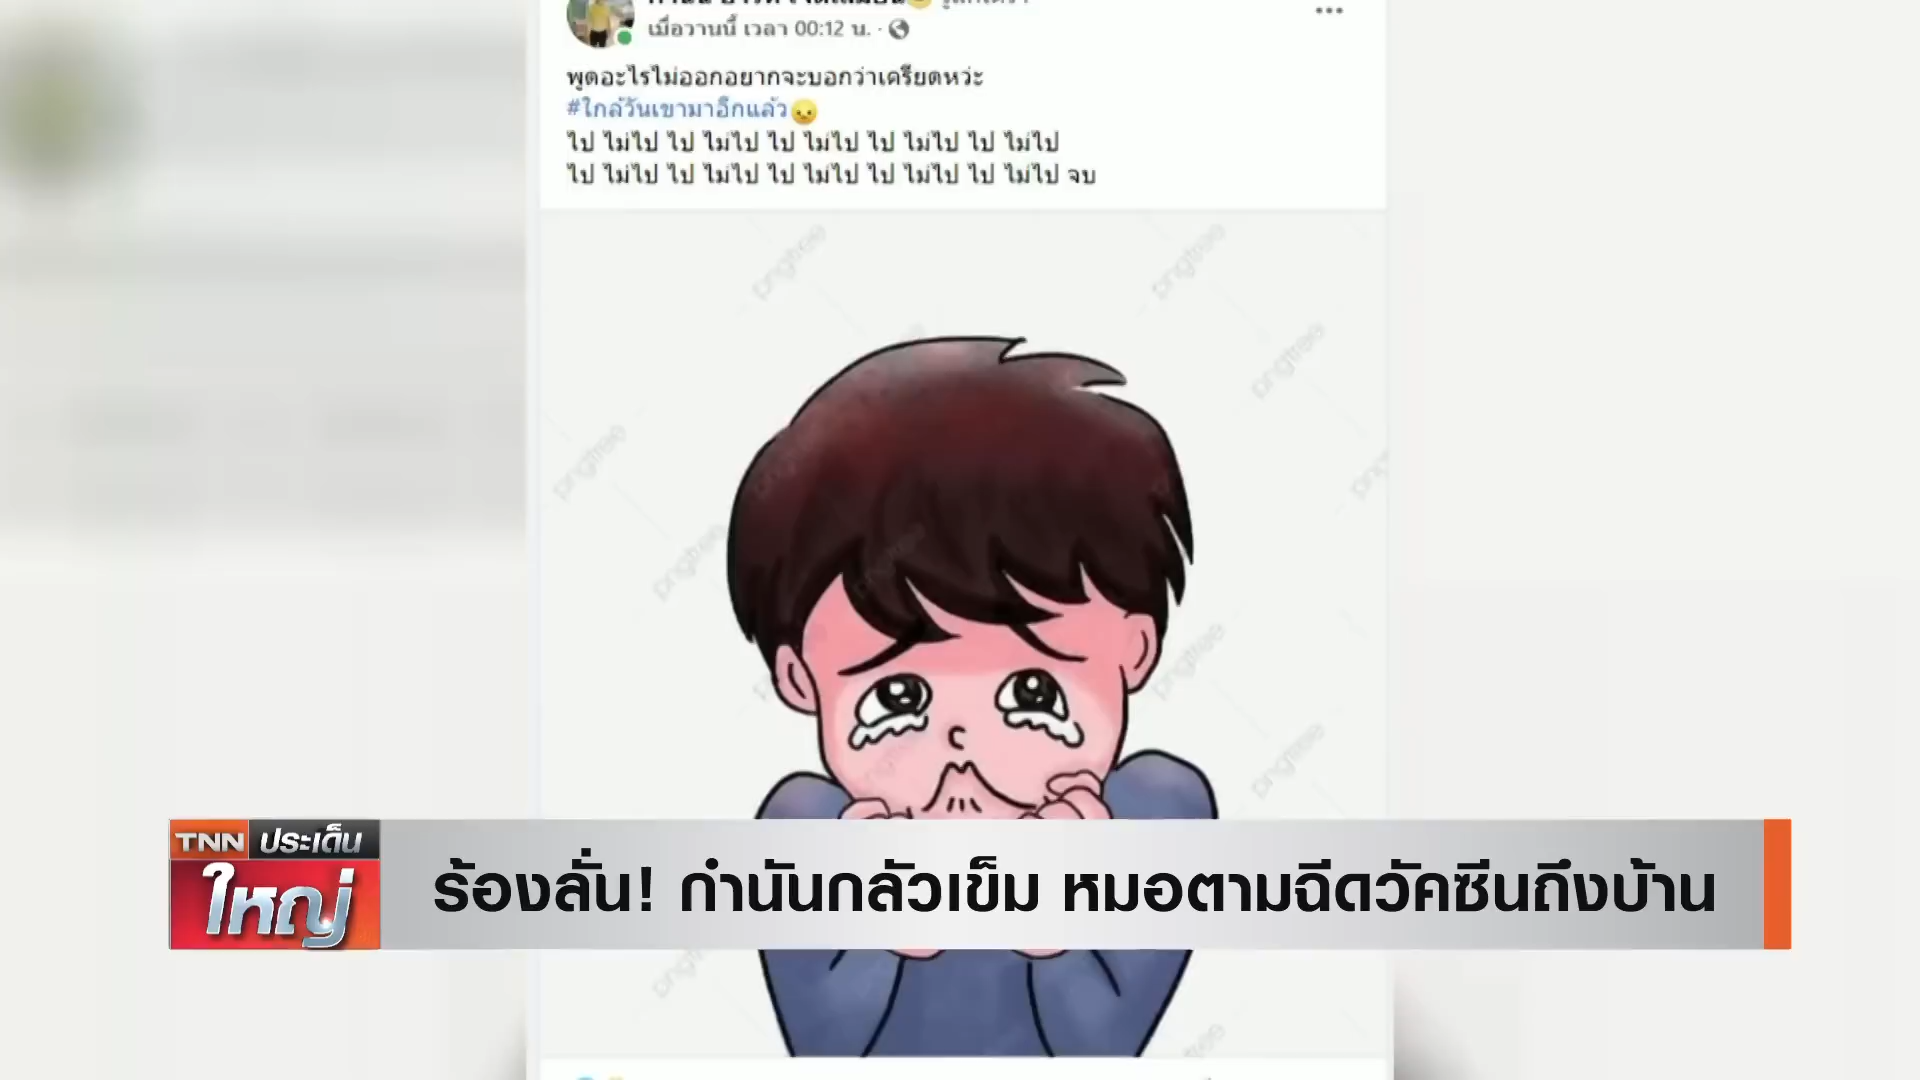 เมื่อวานนี้ เวลา 00:12 น. ·
พูดอะไรไม่ออกอยากจะบอกว่าเครียดหว่ะ
#ใกล้วันเขามาอีกแล้ว
ไป ไม่ไป ไป ไม่ไป ไป ไม่ไป ไป ไม่ไป ไป ไม่ไป
ไป ไม่ไป ไป ไม่ไป ไป ไม่ไป ไป ไม่ไป ไป ไม่ไป จบ
pngtree
pngtree
pngtree
pngtree
pngtree
pngtree
pngtree
TNN ประเด็น
ใหญ่
ร้องลั่น! กำนันกลัวเข็ม หมอตามฉีดวัคซีนถึงบ้าน